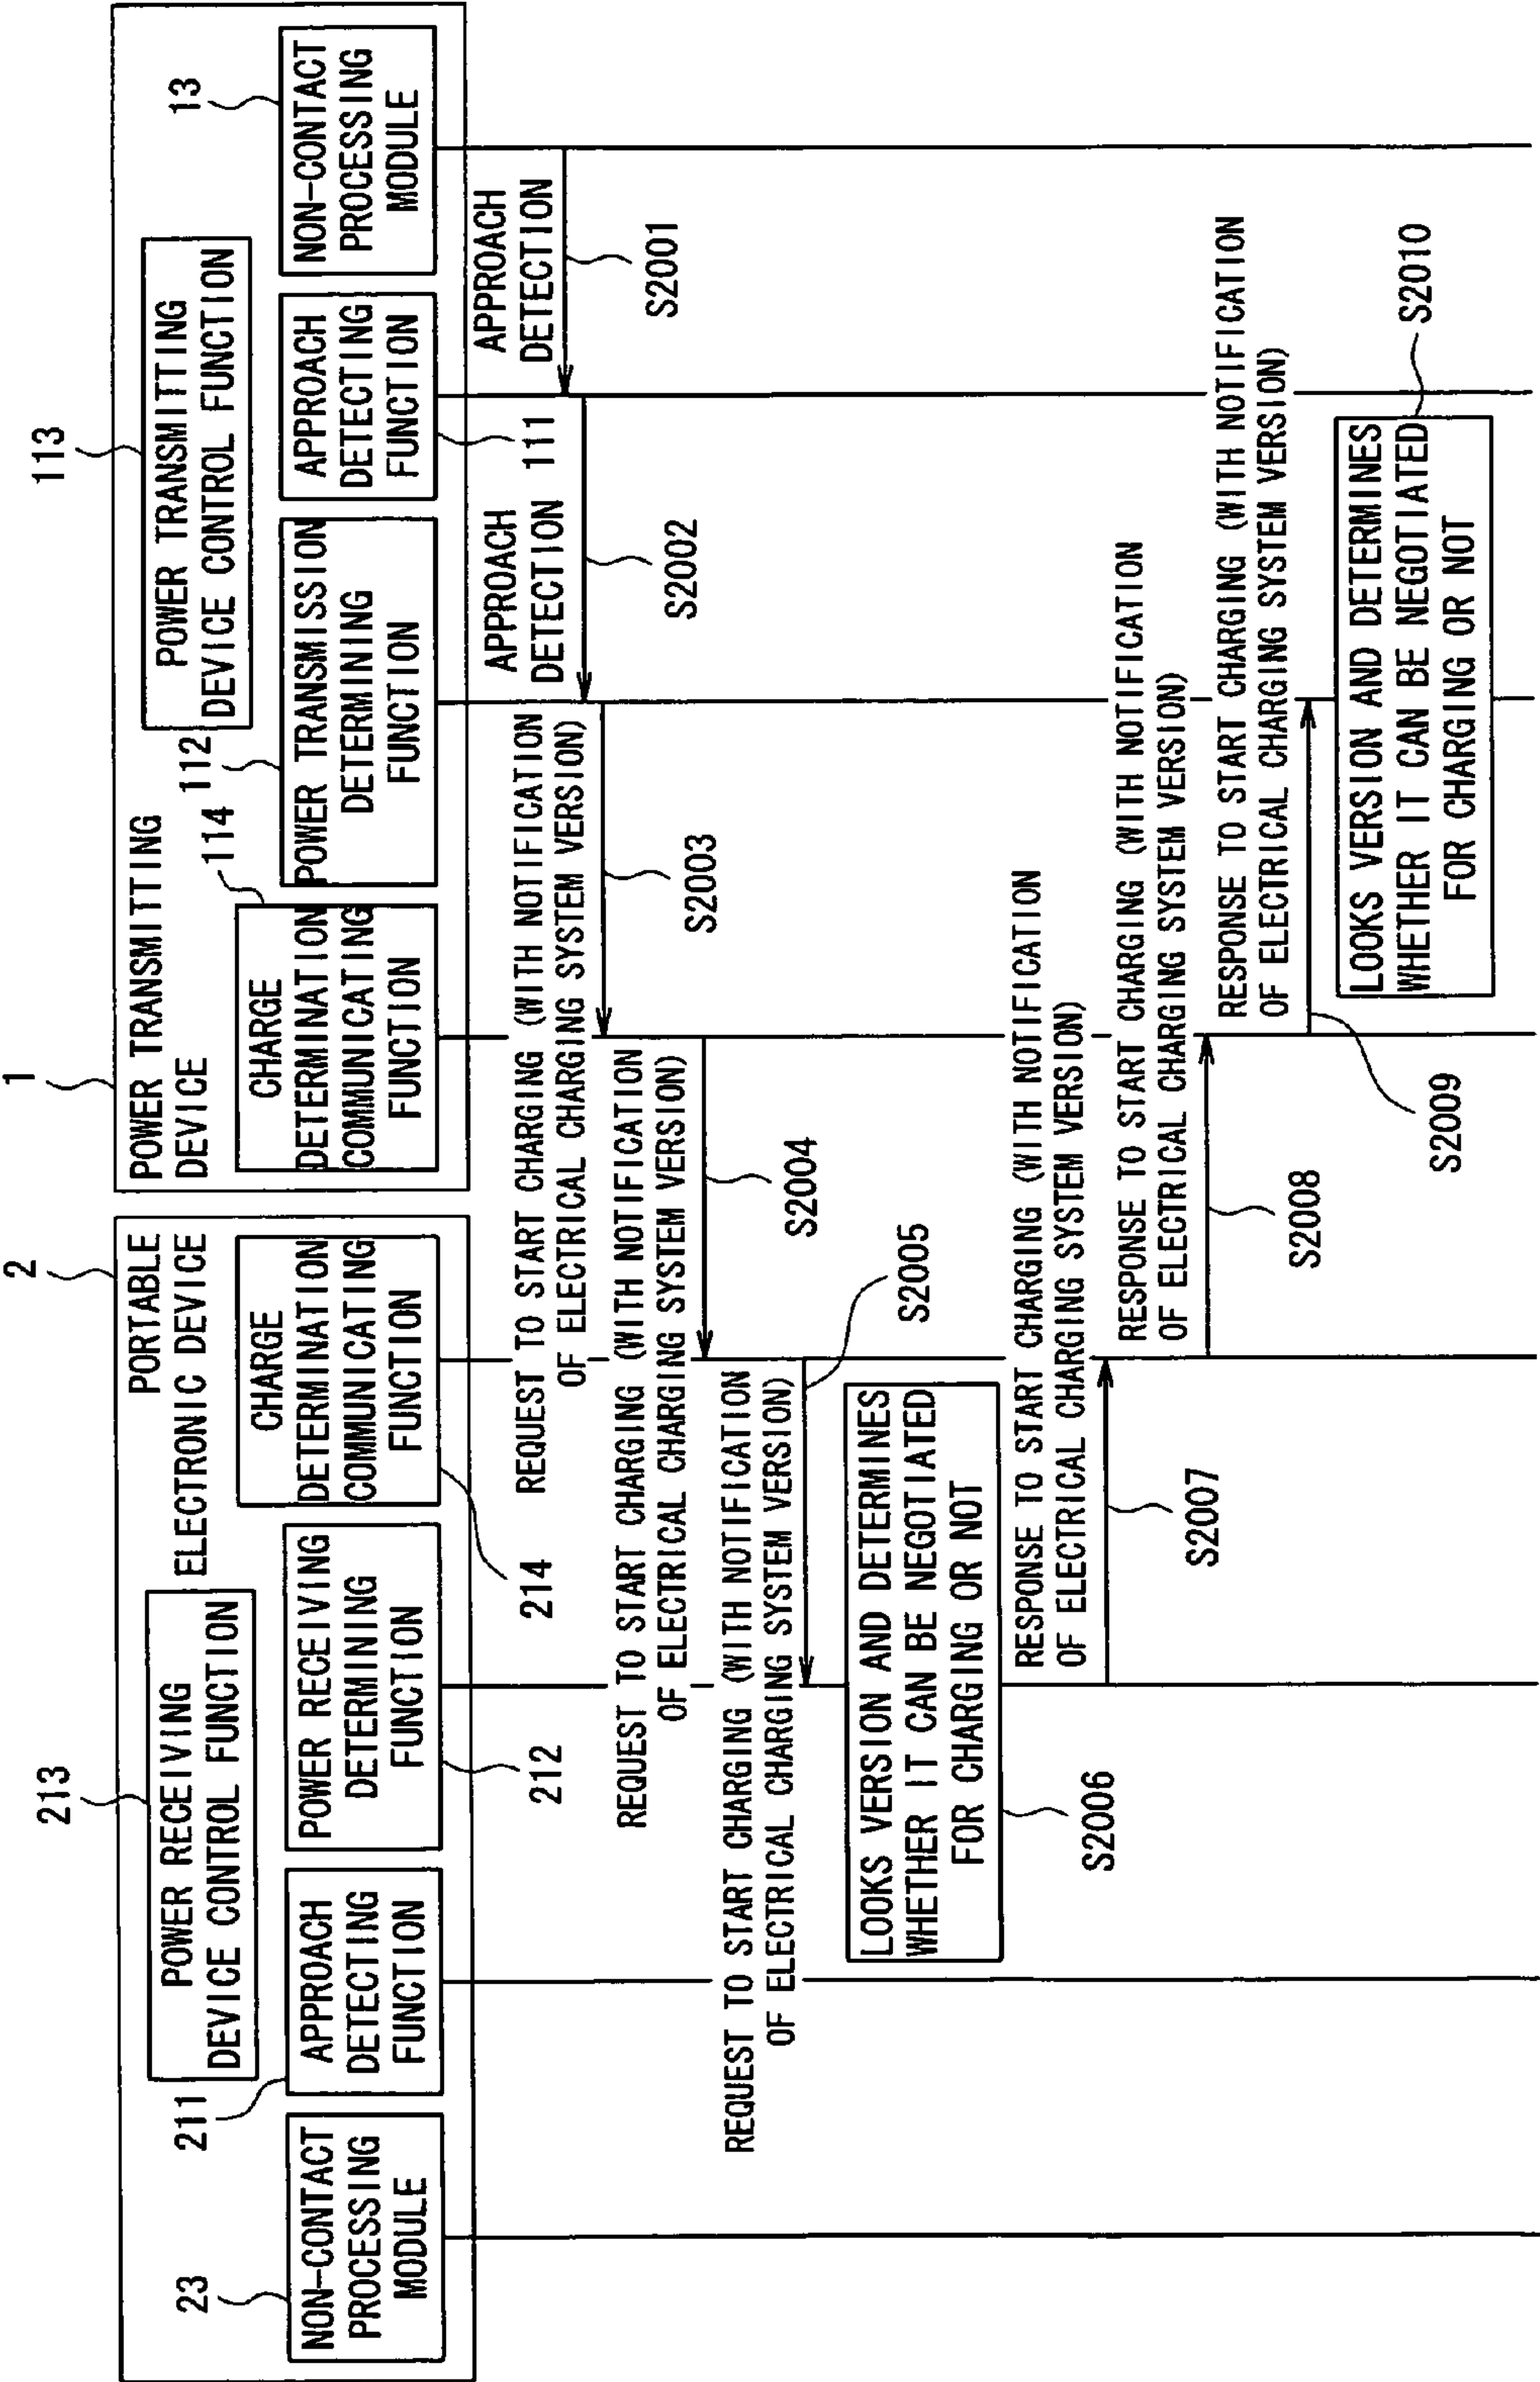 2
1
213
113
PORTABLE
ELECTRONIC DEVICE
POWER TRANSMITTING
DEVICE
POWER RECEIVING
DEVICE CONTROL FUNCTION
POWER TRANSMITTING
DEVICE CONTROL FUNCTION
23
211
114
112
13
NON-CONTACT
PROCESSING
MODULE
APPROACH
DETECTING
FUNCTION
POWER RECEIVING
DETERMINING
FUNCTION
CHARGE
DETERMINATION
COMMUNICATING
FUNCTION
CHARGE
DETERMINATION
COMMUNICATING
FUNCTION
POWER TRANSMISSION
DETERMINING
FUNCTION
APPROACH
DETECTING
FUNCTION
NON-CONTACT
PROCESSING
MODULE
212
214
111
APPROACH
DETECTION
S2001
APPROACH
DETECTION
S2002
REQUEST TO START CHARGING (WITH NOTIFICATION
OF ELECTRICAL CHARGING SYSTEM VERSION)
S2003
REQUEST TO START CHARGING (WITH NOTIFICATION
OF ELECTRICAL CHARGING SYSTEM VERSION)
S2004
REQUEST TO START CHARGING (WITH NOTIFICATION
OF ELECTRICAL CHARGING SYSTEM VERSION)
S2005
LOOKS VERSION AND DETERMINES
WHETHER IT CAN BE NEGOTIATED
FOR CHARGING OR NOT
S2006
RESPONSE TO START CHARGING (WITH NOTIFICATION
OF ELECTRICAL CHARGING SYSTEM VERSION)
S2007
RESPONSE TO START CHARGING (WITH NOTIFICATION
OF ELECTRICAL CHARGING SYSTEM VERSION)
S2008
RESPONSE TO START CHARGING (WITH NOTIFICATION
OF ELECTRICAL CHARGING SYSTEM VERSION)
S2009
LOOKS VERSION AND DETERMINES
WHETHER IT CAN BE NEGOTIATED
FOR CHARGING OR NOT
S2010